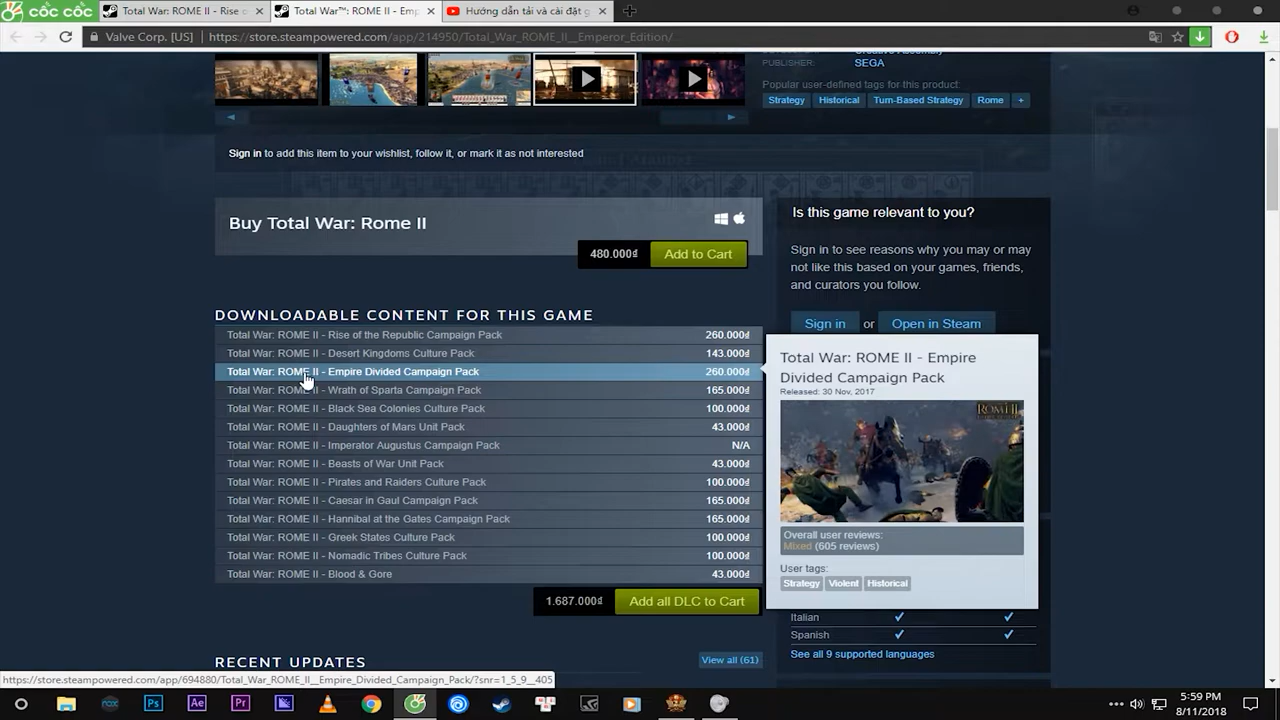 cốc cốc
Total War: ROME II - Rise o
Total War™: ROME II - Emp
Hướng dẫn tải và cài đặt g
Valve Corp. [US]
https://store.steampowered.com/app/214950/Total_War_ROME_II__Emperor_Edition/
PUBLISHER: SEGA
Popular user-defined tags for this product:
Strategy Historical Turn-Based Strategy Rome +
Sign in to add this item to your wishlist, follow it, or mark it as not interested
Buy Total War: Rome II
480.000₫ Add to Cart
Is this game relevant to you?
Sign in to see reasons why you may or may
not like this based on your games, friends,
and curators you follow.
Sign in or Open in Steam
DOWNLOADABLE CONTENT FOR THIS GAME
Total War: ROME II - Rise of the Republic Campaign Pack 260.000₫
Total War: ROME II - Desert Kingdoms Culture Pack 143.000₫
Total War: ROME II - Empire Divided Campaign Pack 260.000₫
Total War: ROME II - Wrath of Sparta Campaign Pack 165.000₫
Total War: ROME II - Black Sea Colonies Culture Pack 100.000₫
Total War: ROME II - Daughters of Mars Unit Pack 43.000₫
Total War: ROME II - Imperator Augustus Campaign Pack N/A
Total War: ROME II - Beasts of War Unit Pack 43.000₫
Total War: ROME II - Pirates and Raiders Culture Pack 100.000₫
Total War: ROME II - Caesar in Gaul Campaign Pack 165.000₫
Total War: ROME II - Hannibal at the Gates Campaign Pack 165.000₫
Total War: ROME II - Greek States Culture Pack 100.000₫
Total War: ROME II - Nomadic Tribes Culture Pack 100.000₫
Total War: ROME II - Blood & Gore 43.000₫
1.687.000₫ Add all DLC to Cart
Total War: ROME II - Empire
Divided Campaign Pack
Released: 30 Nov, 2017
ROME II
Overall user reviews:
Mixed (605 reviews)
User tags:
Strategy Violent Historical
Italian
Spanish
See all 9 supported languages
RECENT UPDATES
View all (61)
https://store.steampowered.com/app/694880/Total_War_ROME_II__Empire_Divided_Campaign_Pack/?snr=1_5_9__405
nox Ps Ae Pr
5:59 PM
8/11/2018